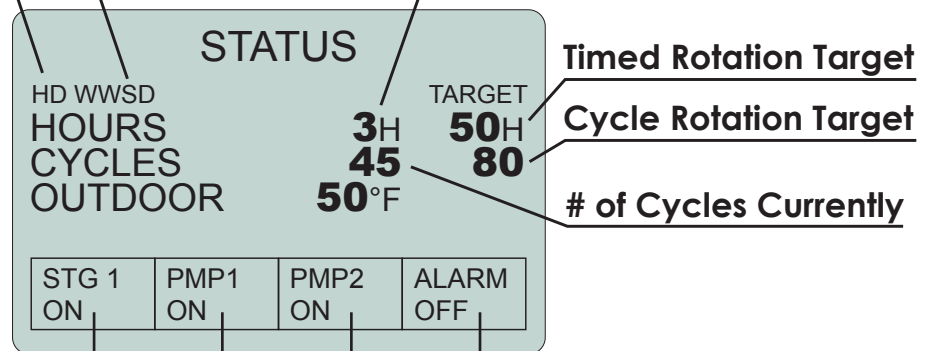 STATUS
HD WWSD TARGET
HOURS 3H 50H
CYCLES 45 80
OUTDOOR 50°F
STG 1 PMP1 PMP2 ALARM
ON ON ON OFF
Timed Rotation Target
Cycle Rotation Target
# of Cycles Currently